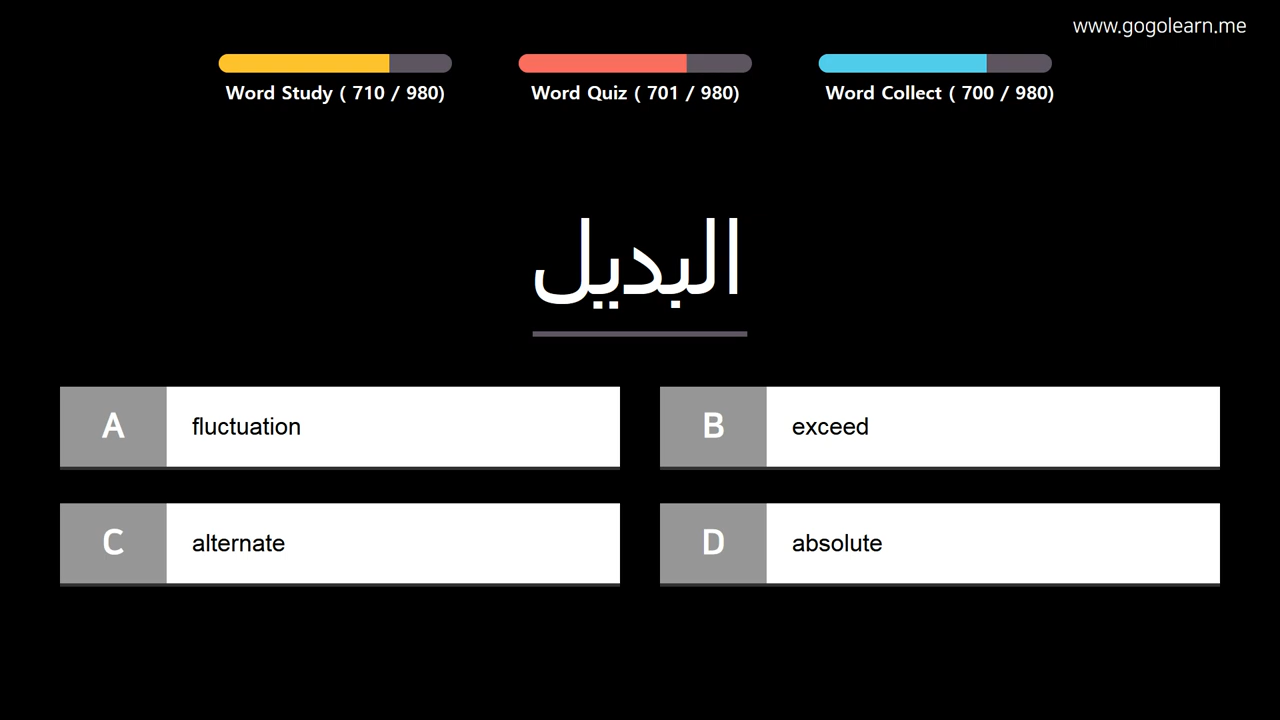 www.gogolearn.me
Word Study ( 710 / 980)
Word Quiz ( 701 / 980)
Word Collect ( 700 / 980)
البديل
A fluctuation
B exceed
C alternate
D absolute